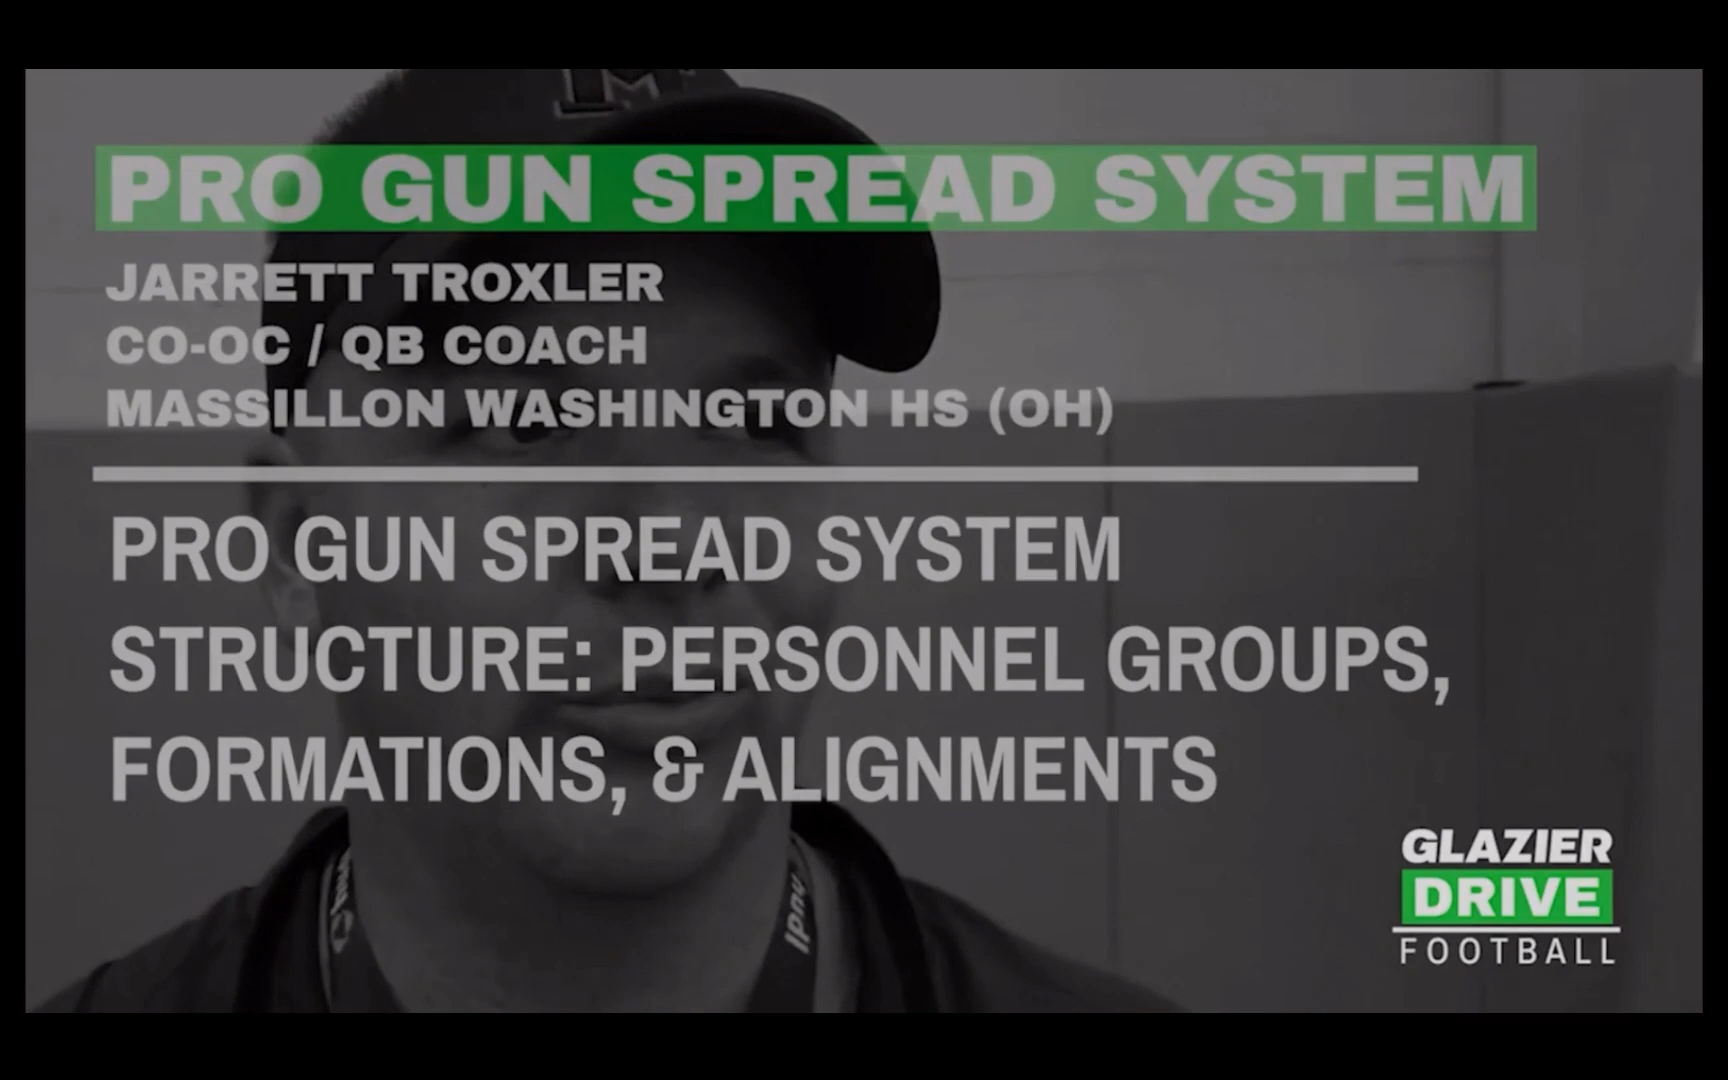 PRO GUN SPREAD SYSTEM
JARRETT TROXLER
CO-OC / QB COACH
MASSILLON WASHINGTON HS (OH)
PRO GUN SPREAD SYSTEM
STRUCTURE: PERSONNEL GROUPS,
FORMATIONS, & ALIGNMENTS
GLAZIER
DRIVE
FOOTBALL